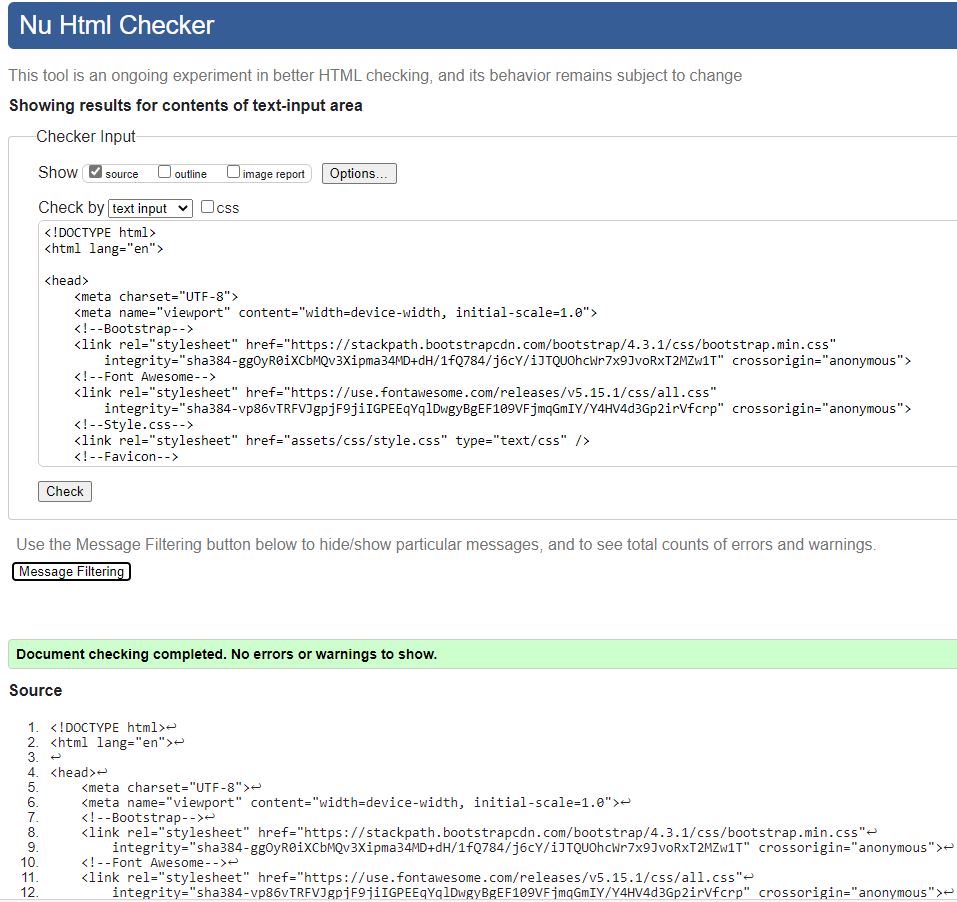 Nu Html Checker
This tool is an ongoing experiment in better HTML checking, and its behavior remains subject to change
Showing results for contents of text-input area
Checker Input
Show source outline image report Options...
Check by text input css
<!DOCTYPE html>
<html lang="en">
<head>
<meta charset="UTF-8">
<meta name="viewport" content="width=device-width, initial-scale=1.0">
<!--Bootstrap-->
<link rel="stylesheet" href="https://stackpath.bootstrapcdn.com/bootstrap/4.3.1/css/bootstrap.min.css"
integrity="sha384-ggOyR0iXCbMQv3Xipma34MD+dH/1fQ784/j6cY/iJTQUOhcWr7x9JvoRxT2MZw1T" crossorigin="anonymous">
<!--Font Awesome-->
<link rel="stylesheet" href="https://use.fontawesome.com/releases/v5.15.1/css/all.css"
integrity="sha384-vp86vTRFVJgpjF9jiIGPEEqYqlDwgyBgEF109VFjmqGmIY/Y4HV4d3Gp2irVfcrp" crossorigin="anonymous">
<!--Style.css-->
<link rel="stylesheet" href="assets/css/style.css" type="text/css" />
<!--Favicon-->
Check
Use the Message Filtering button below to hide/show particular messages, and to see total counts of errors and warnings.
Message Filtering
Document checking completed. No errors or warnings to show.
Source
1. <!DOCTYPE html>↩
2. <html lang="en">↩
3. ↩
4. <head>↩
5. <meta charset="UTF-8">↩
6. <meta name="viewport" content="width=device-width, initial-scale=1.0">↩
7. <!--Bootstrap-->↩
8. <link rel="stylesheet" href="https://stackpath.bootstrapcdn.com/bootstrap/4.3.1/css/bootstrap.min.css"↩
9. integrity="sha384-ggOyR0iXCbMQv3Xipma34MD+dH/1fQ784/j6cY/iJTQUOhcWr7x9JvoRxT2MZw1T" crossorigin="anonymous">↩
10. <!--Font Awesome-->↩
11. <link rel="stylesheet" href="https://use.fontawesome.com/releases/v5.15.1/css/all.css"↩
12. integrity="sha384-vp86vTRFVJgpjF9jiIGPEEqYqlDwgyBgEF109VFjmqGmIY/Y4HV4d3Gp2irVfcrp" crossorigin="anonymous">↩